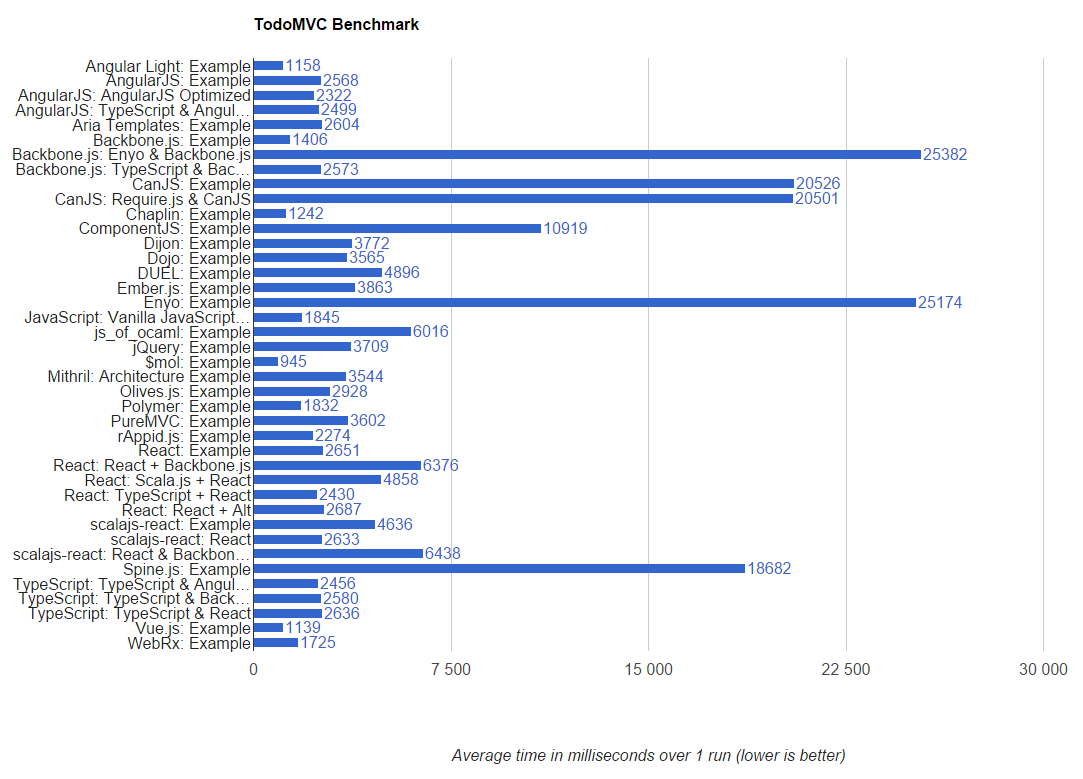 TodoMVC Benchmark
Angular Light: Example 1158
AngularJS: Example 2568
AngularJS: AngularJS Optimized 2322
AngularJS: TypeScript & Angul… 2499
Aria Templates: Example 2604
Backbone.js: Example 1406
Backbone.js: Enyo & Backbone.js 25382
Backbone.js: TypeScript & Bac… 2573
CanJS: Example 20526
CanJS: Require.js & CanJS 20501
Chaplin: Example 1242
ComponentJS: Example 10919
Dijon: Example 3772
Dojo: Example 3565
DUEL: Example 4896
Ember.js: Example 3863
Enyo: Example 25174
JavaScript: Vanilla JavaScript… 1845
js_of_ocaml: Example 6016
jQuery: Example 3709
$mol: Example 945
Mithril: Architecture Example 3544
Olives.js: Example 2928
Polymer: Example 1832
PureMVC: Example 3602
rAppid.js: Example 2274
React: Example 2651
React: React + Backbone.js 6376
React: Scala.js + React 4858
React: TypeScript + React 2430
React: React + Alt 2687
scalajs-react: Example 4636
scalajs-react: React 2633
scalajs-react: React & Backbon… 6438
Spine.js: Example 18682
TypeScript: TypeScript & Angul… 2456
TypeScript: TypeScript & Back… 2580
TypeScript: TypeScript & React 2636
Vue.js: Example 1139
WebRx: Example 1725
0 7 500 15 000 22 500 30 000
Average time in milliseconds over 1 run (lower is better)